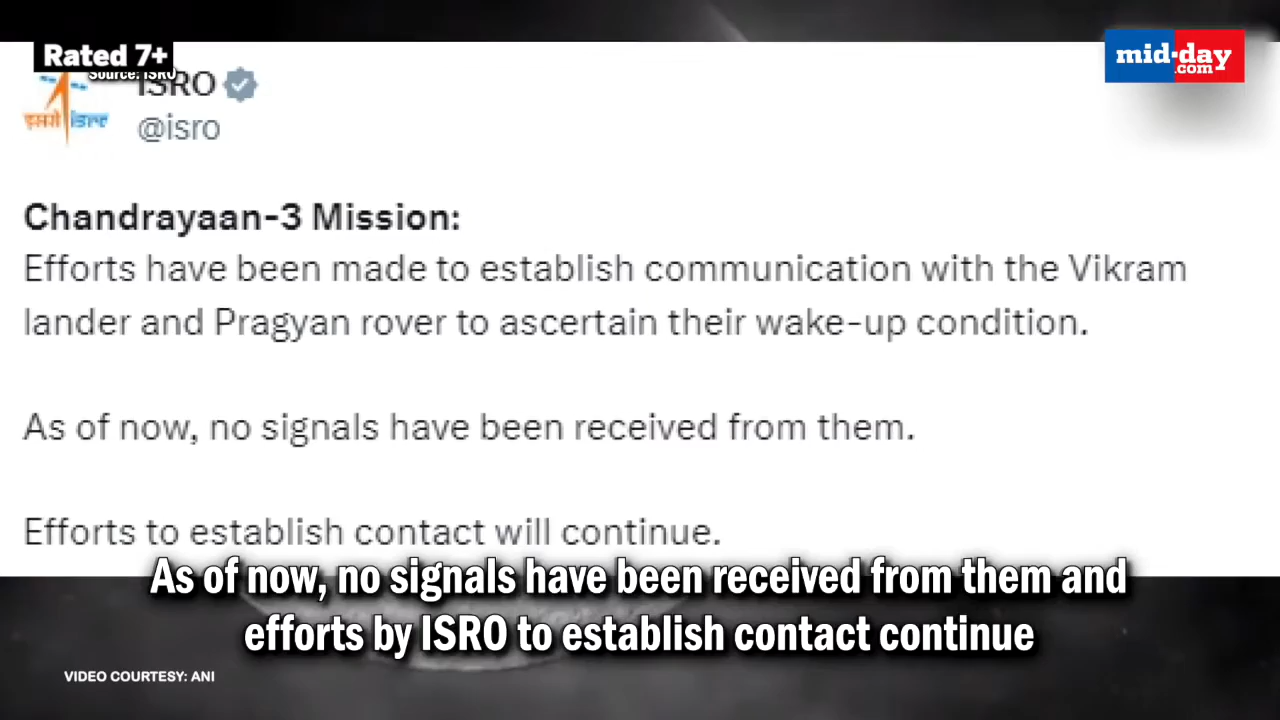 Rated 7+
Source: ISRO
mid-day
.com
ISRO
@isro
इसरो isro
Chandrayaan-3 Mission:
Efforts have been made to establish communication with the Vikram
lander and Pragyan rover to ascertain their wake-up condition.
As of now, no signals have been received from them.
Efforts to establish contact will continue.
As of now, no signals have been received from them and
efforts by ISRO to establish contact continue
VIDEO COURTESY: ANI